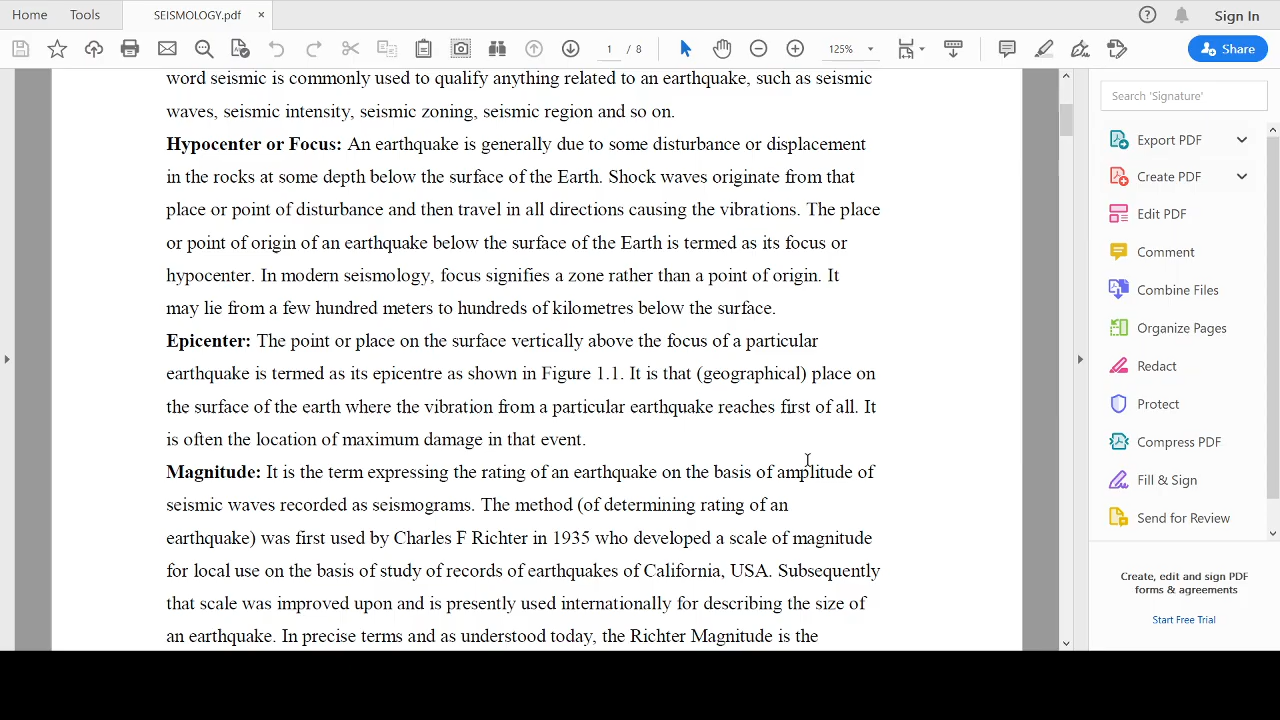 Home Tools SEISMOLOGY.pdf × Sign In
1 / 8 125% Share
word seismic is commonly used to qualify anything related to an earthquake, such as seismic
waves, seismic intensity, seismic zoning, seismic region and so on.
Hypocenter or Focus: An earthquake is generally due to some disturbance or displacement
in the rocks at some depth below the surface of the Earth. Shock waves originate from that
place or point of disturbance and then travel in all directions causing the vibrations. The place
or point of origin of an earthquake below the surface of the Earth is termed as its focus or
hypocenter. In modern seismology, focus signifies a zone rather than a point of origin. It
may lie from a few hundred meters to hundreds of kilometres below the surface.
Epicenter: The point or place on the surface vertically above the focus of a particular
earthquake is termed as its epicentre as shown in Figure 1.1. It is that (geographical) place on
the surface of the earth where the vibration from a particular earthquake reaches first of all. It
is often the location of maximum damage in that event.
Magnitude: It is the term expressing the rating of an earthquake on the basis of amplitude of
seismic waves recorded as seismograms. The method (of determining rating of an
earthquake) was first used by Charles F Richter in 1935 who developed a scale of magnitude
for local use on the basis of study of records of earthquakes of California, USA. Subsequently
that scale was improved upon and is presently used internationally for describing the size of
an earthquake. In precise terms and as understood today, the Richter Magnitude is the
Search 'Signature'
Export PDF
Create PDF
Edit PDF
Comment
Combine Files
Organize Pages
Redact
Protect
Compress PDF
Fill & Sign
Send for Review
Create, edit and sign PDF
forms & agreements
Start Free Trial